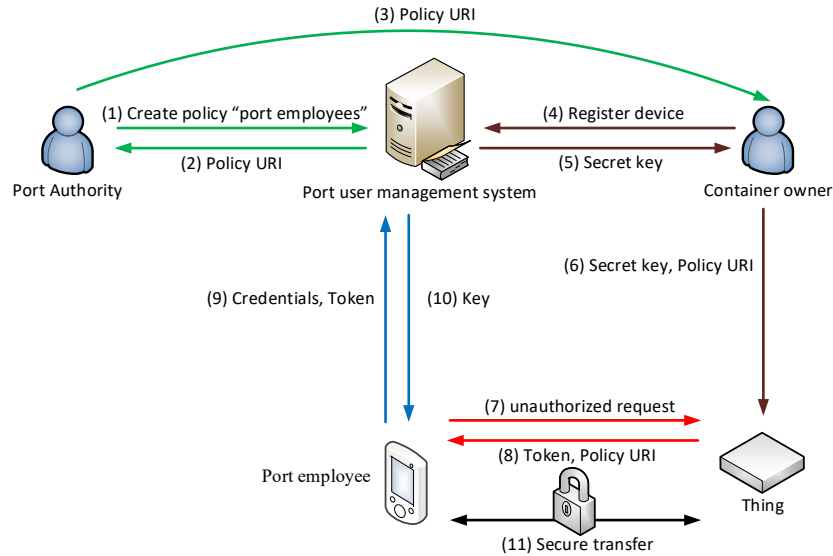 (3) Policy URI
(1) Create policy “port employees”
(4) Register device
(2) Policy URI
(5) Secret key
Port Authority
Port user management system
Container owner
(6) Secret key, Policy URI
(9) Credentials, Token
(10) Key
(7) unauthorized request
(8) Token, Policy URI
Port employee
Thing
(11) Secure transfer